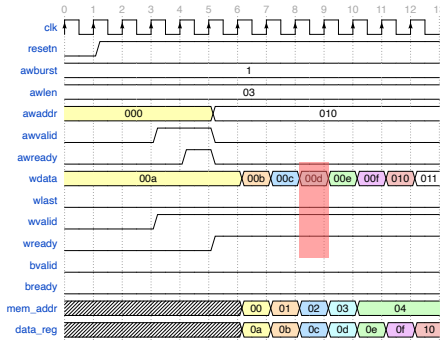 0 1 2 3 4 5 6 7 8 9 10 11 12 13
clk
resetn
awburst 1
awlen 03
awaddr 000 010
awvalid
awready
wdata 00a 00b 00c 00d 00e 00f 010 011
wlast
wvalid
wready
bvalid
bready
mem_addr 00 01 02 03 04
data_reg 0a 0b 0c 0d 0e 0f 10